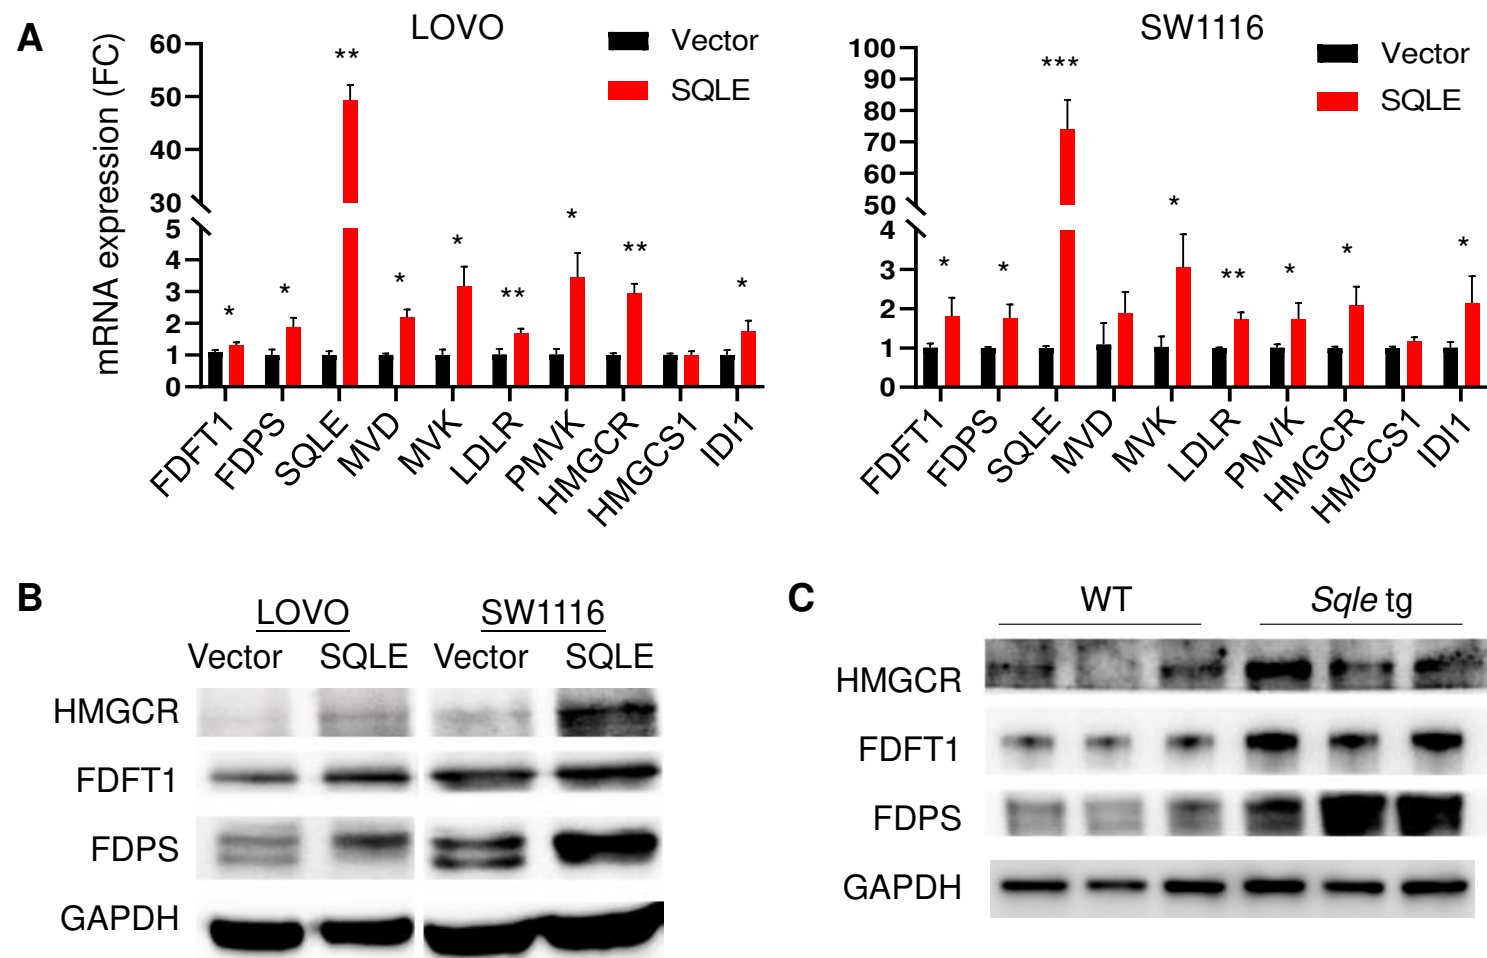 A
LOVO
mRNA expression (FC)
60
50
40
30
5
4
3
2
1
0
Vector
SQLE
*
*
**
*
*
**
*
**
*
FDFT1
FDPS
SQLE
MVD
MVK
LDLR
PMVK
HMGCR
HMGCS1
IDI1
SW1116
100
90
80
70
60
50
4
3
2
1
0
Vector
SQLE
*
*
***
*
**
*
*
*
FDFT1
FDPS
SQLE
MVD
MVK
LDLR
PMVK
HMGCR
HMGCS1
IDI1
B
LOVO SW1116
Vector SQLE Vector SQLE
HMGCR
FDFT1
FDPS
GAPDH
C
WT Sqle tg
HMGCR
FDFT1
FDPS
GAPDH